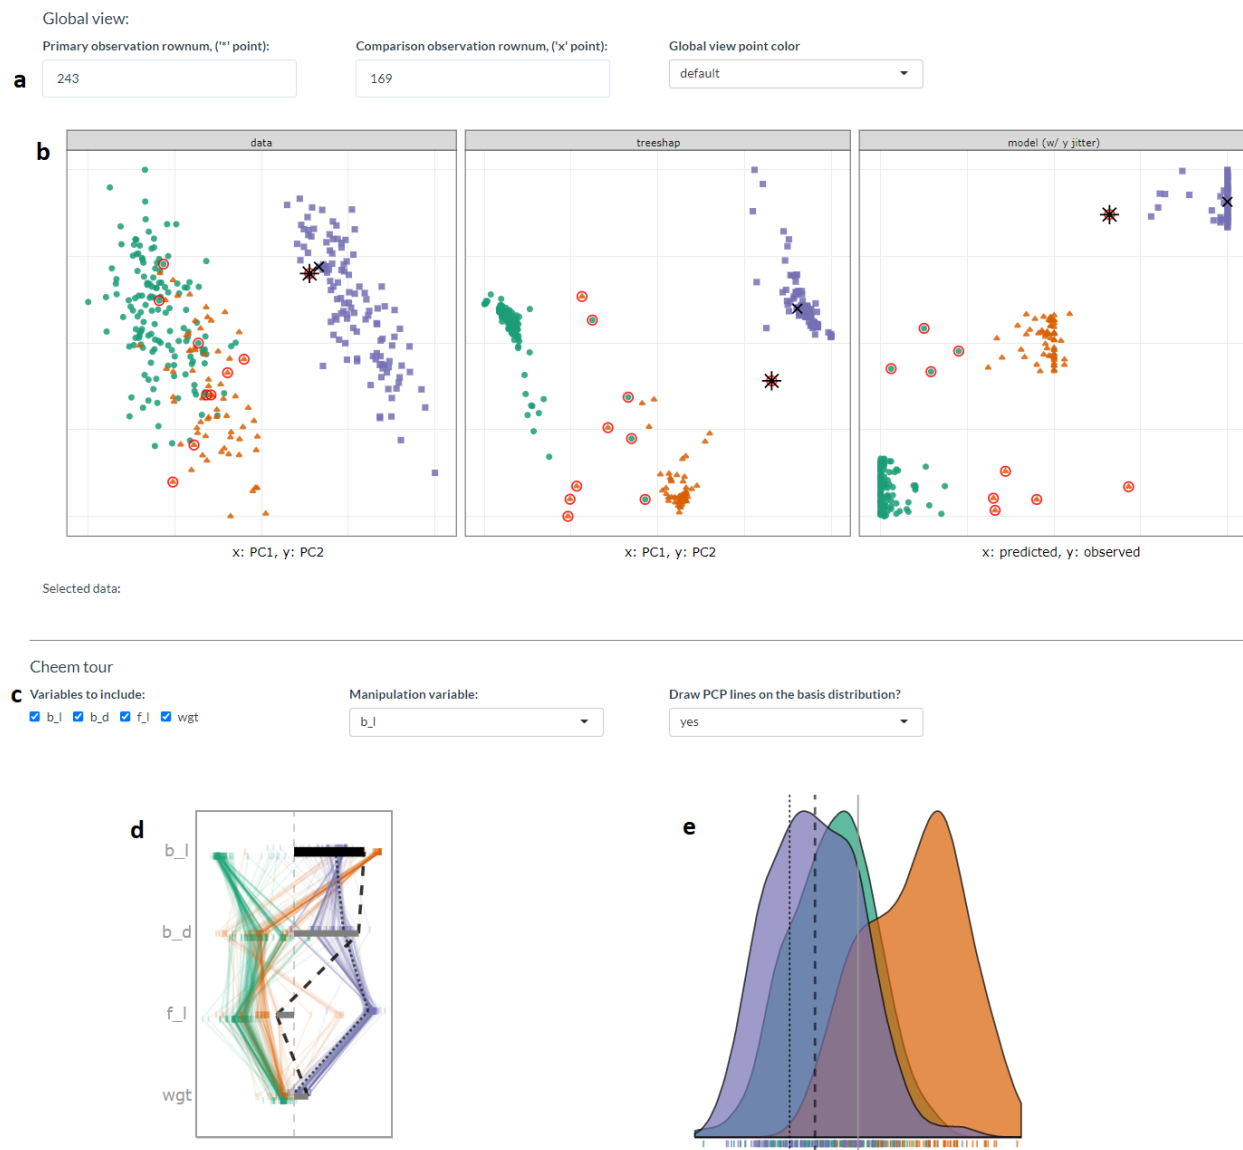 Global view:
Primary observation rownum, ('*' point):
Comparison observation rownum, ('x' point):
Global view point color
a
243
169
default
b
data
treeshap
model (w/ y jitter)
x: PC1, y: PC2
x: PC1, y: PC2
x: predicted, y: observed
Selected data:
Cheem tour
c
Variables to include:
Manipulation variable:
Draw PCP lines on the basis distribution?
b_l
b_d
f_l
wgt
b_l
yes
d
e
b_l
b_d
f_l
wgt